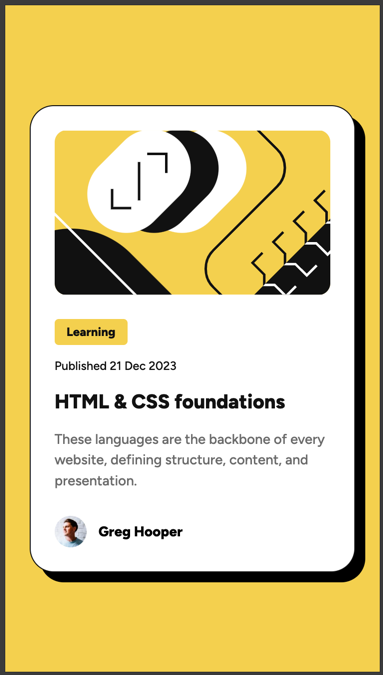 Learning
Published 21 Dec 2023
HTML & CSS foundations
These languages are the backbone of every
website, defining structure, content, and
presentation.
Greg Hooper